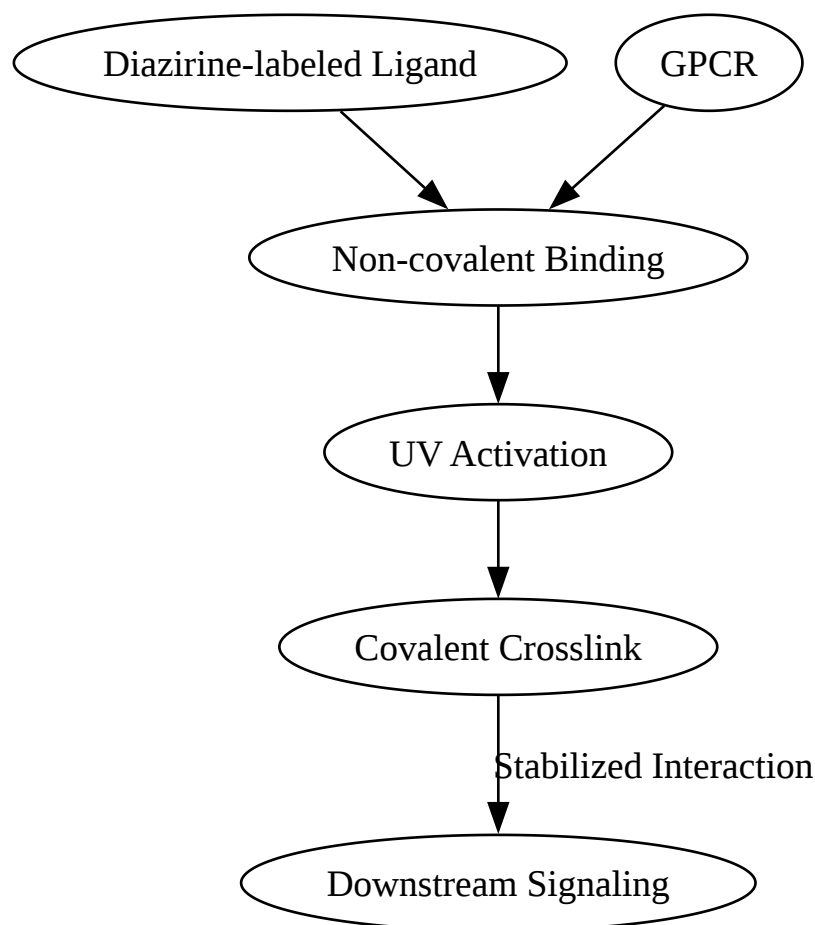 Diazirine-labeled Ligand
GPCR
Non-covalent Binding
UV Activation
Covalent Crosslink
Stabilized Interaction
Downstream Signaling